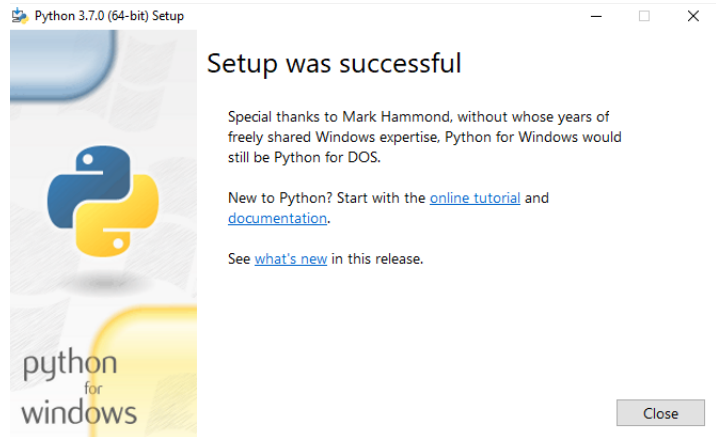 Python 3.7.0 (64-bit) Setup
Setup was successful
Special thanks to Mark Hammond, without whose years of
freely shared Windows expertise, Python for Windows would
still be Python for DOS.
New to Python? Start with the online tutorial and
documentation.
See what's new in this release.
python
for
windows
Close